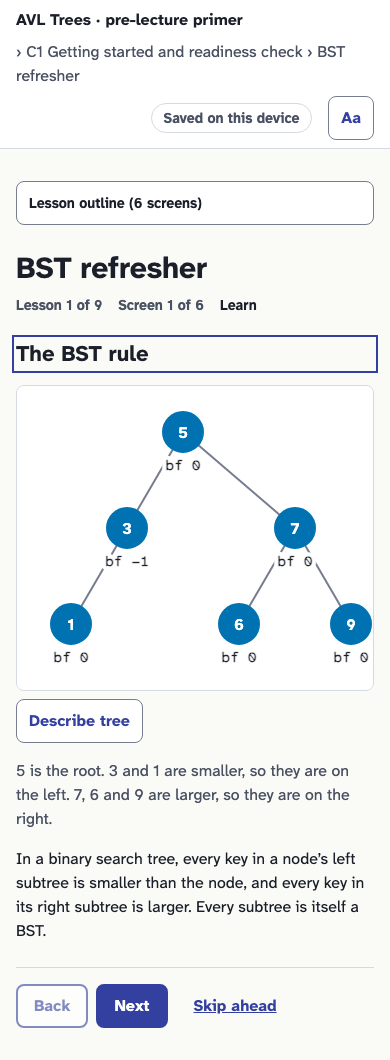 AVL Trees · pre-lecture primer
› C1 Getting started and readiness check › BST
refresher
Saved on this device
Aa
Lesson outline (6 screens)
BST refresher
Lesson 1 of 9 Screen 1 of 6 Learn
The BST rule
5
bf 0
3
bf −1
7
bf 0
1
bf 0
6
bf 0
9
bf 0
Describe tree
5 is the root. 3 and 1 are smaller, so they are on
the left. 7, 6 and 9 are larger, so they are on the
right.
In a binary search tree, every key in a node’s left
subtree is smaller than the node, and every key in
its right subtree is larger. Every subtree is itself a
BST.
Back
Next
Skip ahead